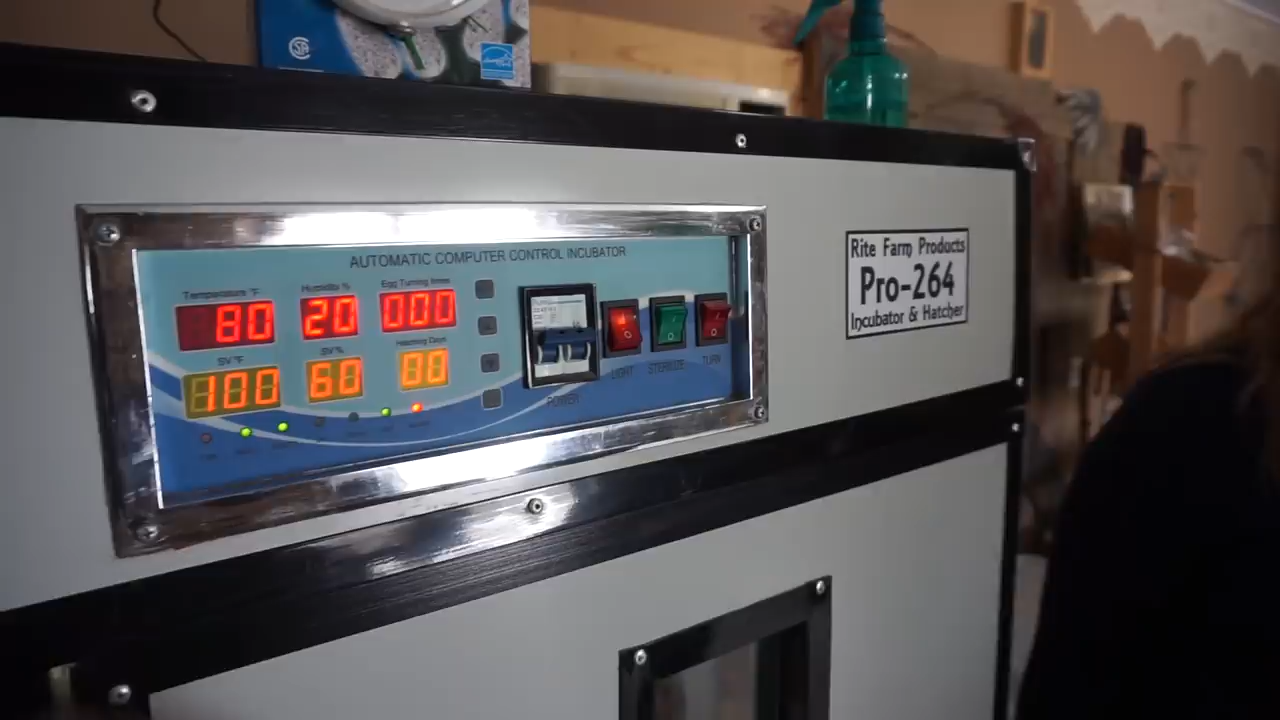 AUTOMATIC COMPUTER CONTROL INCUBATOR
Temperature °F
Humidity %
Egg Turning times
80
20
000
SV°F
SV%
Hatching Days
100
60
00
POWER
LIGHT
STERILIZE
TURN
Rite Farm Products
Pro-264
Incubator & Hatcher